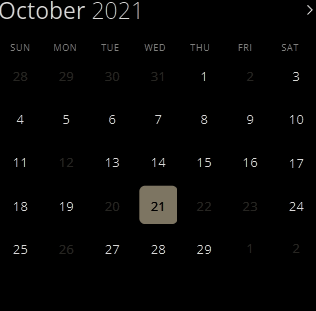 October 2021
SUN MON TUE WED THU FRI SAT
28 29 30 31 1 2 3
4 5 6 7 8 9 10
11 12 13 14 15 16 17
18 19 20 21 22 23 24
25 26 27 28 29 1 2